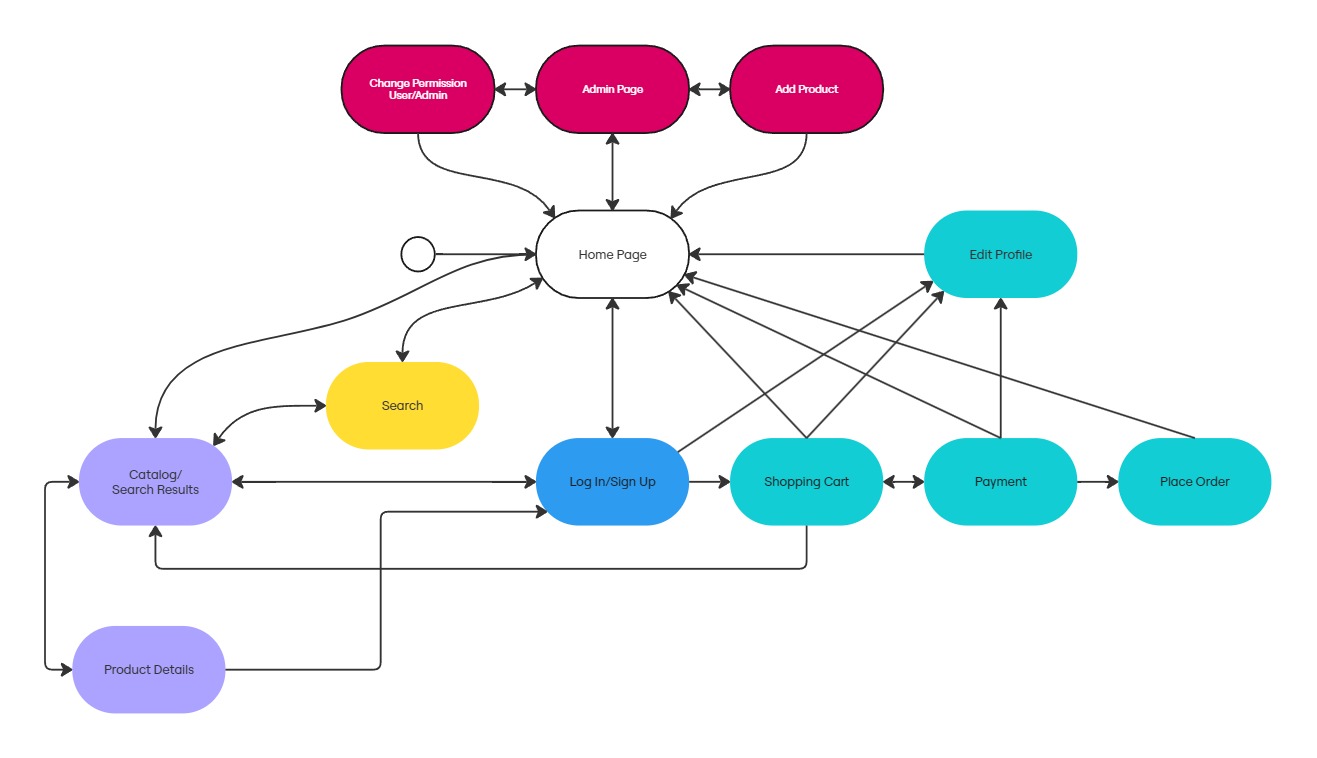 Change Permission
User/Admin
Admin Page
Add Product
Home Page
Edit Profile
Search
Catalog/
Search Results
Log In/Sign Up
Shopping Cart
Payment
Place Order
Product Details